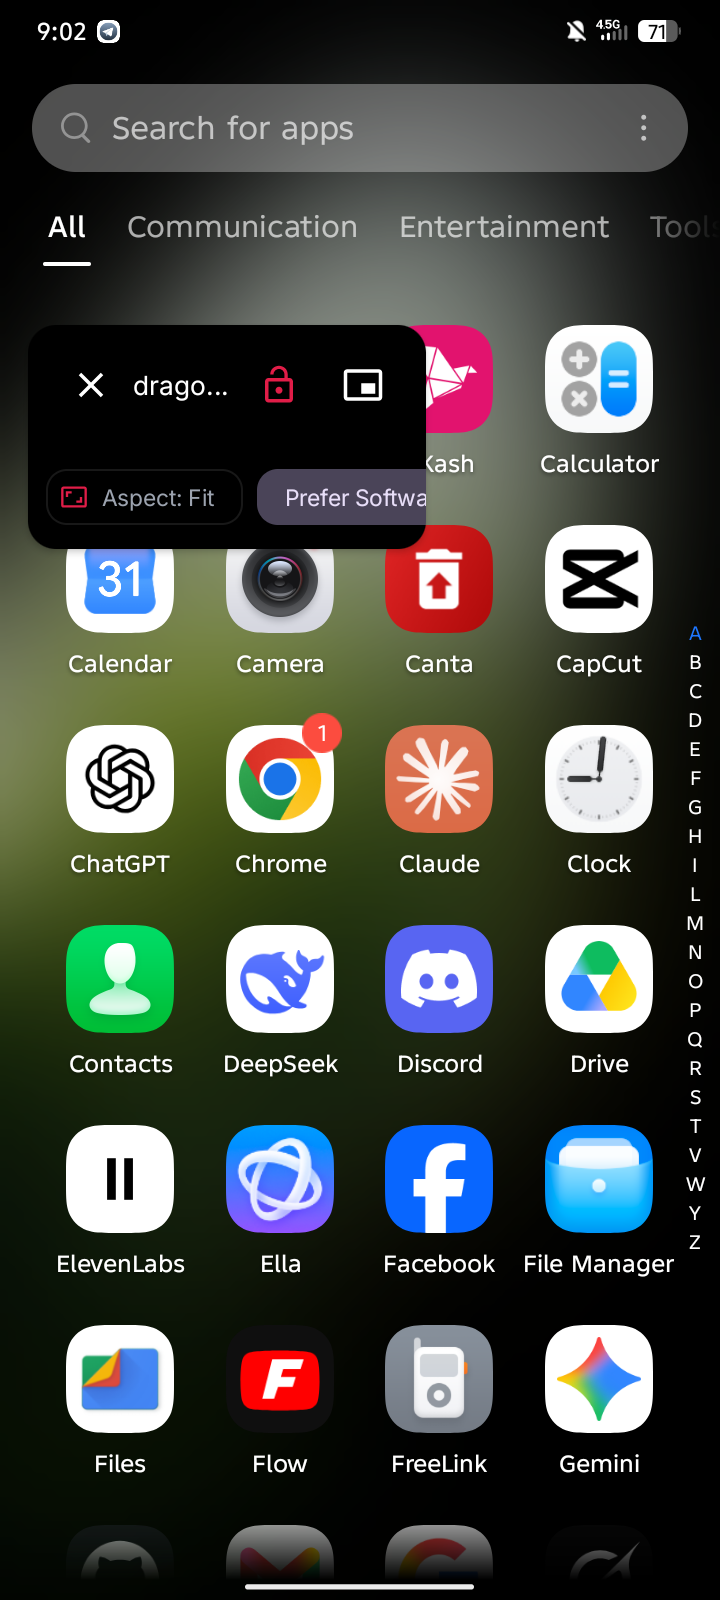 9:02
4.5G
71
Search for apps
All Communication Entertainment Tools
drago...
Aspect: Fit
Prefer Softwa
Kash
Calculator
31
Calendar
Camera
Canta
CapCut
1
ChatGPT
Chrome
Claude
Clock
Contacts
DeepSeek
Discord
Drive
ElevenLabs
Ella
Facebook
File Manager
Files
Flow
FreeLink
Gemini
A
B
C
D
E
F
G
H
I
L
M
N
O
P
Q
R
S
T
V
W
Y
Z